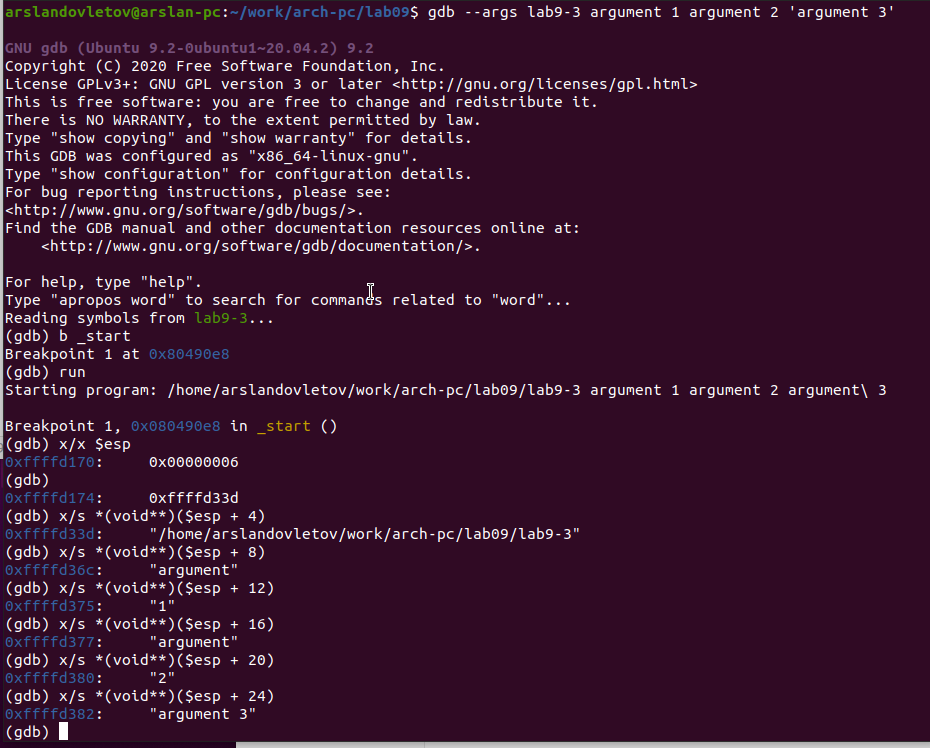 arslandovletov@arslan-pc:~/work/arch-pc/lab09$ gdb --args lab9-3 argument 1 argument 2 'argument 3'
GNU gdb (Ubuntu 9.2-0ubuntu1~20.04.2) 9.2
Copyright (C) 2020 Free Software Foundation, Inc.
License GPLv3+: GNU GPL version 3 or later <http://gnu.org/licenses/gpl.html>
This is free software: you are free to change and redistribute it.
There is NO WARRANTY, to the extent permitted by law.
Type "show copying" and "show warranty" for details.
This GDB was configured as "x86_64-linux-gnu".
Type "show configuration" for configuration details.
For bug reporting instructions, please see:
<http://www.gnu.org/software/gdb/bugs/>.
Find the GDB manual and other documentation resources online at:
    <http://www.gnu.org/software/gdb/documentation/>.
For help, type "help".
Type "apropos word" to search for commands related to "word"...
Reading symbols from lab9-3...
(gdb) b _start
Breakpoint 1 at 0x80490e8
(gdb) run
Starting program: /home/arslandovletov/work/arch-pc/lab09/lab9-3 argument 1 argument 2 argument\ 3
Breakpoint 1, 0x080490e8 in _start ()
(gdb) x/x $esp
0xffffd170:     0x00000006
(gdb)
0xffffd174:     0xffffd33d
(gdb) x/s *(void**)($esp + 4)
0xffffd33d:     "/home/arslandovletov/work/arch-pc/lab09/lab9-3"
(gdb) x/s *(void**)($esp + 8)
0xffffd36c:     "argument"
(gdb) x/s *(void**)($esp + 12)
0xffffd375:     "1"
(gdb) x/s *(void**)($esp + 16)
0xffffd377:     "argument"
(gdb) x/s *(void**)($esp + 20)
0xffffd380:     "2"
(gdb) x/s *(void**)($esp + 24)
0xffffd382:     "argument 3"
(gdb)